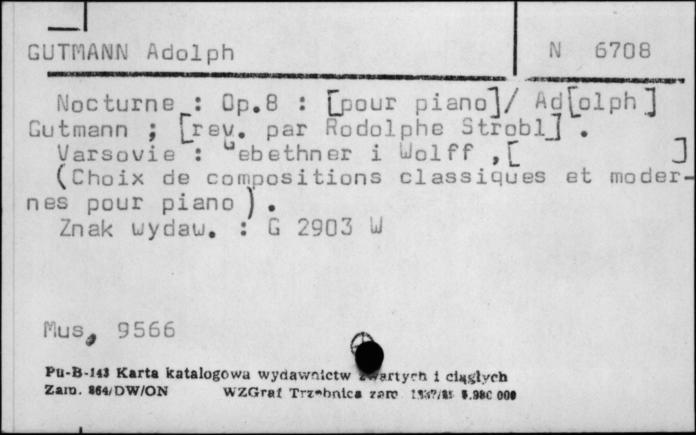 GUTMANN Adolph N 6708
Nocturne : Op.8 : [pour piano]/ Ad[olph]
Gutmann ; [rev. par Rodolphe Strobl] .
Varsovie : Gebethner i Wolff ,[ ]
(Choix de compositions classiques et moder-
nes pour piano ).
Znak wydaw. : G 2903 W
Mus, 9566
Pu-B-143 Karta katalogowa wydawnictw zwartych i ciągłych
Zam. 864/DW/ON WZGraf Trzebnica zam